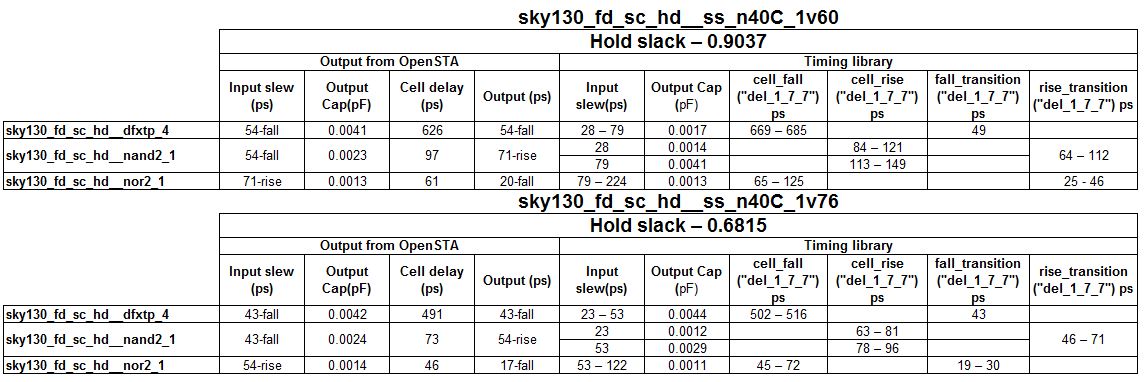 sky130_fd_sc_hd__ss_n40C_1v60
Hold slack – 0.9037
Output from OpenSTA Timing library
Input slew (ps) Output Cap(pF) Cell delay (ps) Output (ps) Input slew(ps) Output Cap (pF) cell_fall ("del_1_7_7") ps cell_rise ("del_1_7_7") ps fall_transition ("del_1_7_7") ps rise_transition ("del_1_7_7") ps
sky130_fd_sc_hd__dfxtp_4 54-fall 0.0041 626 54-fall 28 – 79 0.0017 669 – 685 49
sky130_fd_sc_hd__nand2_1 54-fall 0.0023 97 71-rise 28 0.0014 84 – 121 64 – 112
79 0.0041 113 – 149
sky130_fd_sc_hd__nor2_1 71-rise 0.0013 61 20-fall 79 – 224 0.0013 65 – 125 25 - 46
sky130_fd_sc_hd__ss_n40C_1v76
Hold slack – 0.6815
Output from OpenSTA Timing library
Input slew (ps) Output Cap(pF) Cell delay (ps) Output (ps) Input slew(ps) Output Cap (pF) cell_fall ("del_1_7_7") ps cell_rise ("del_1_7_7") ps fall_transition ("del_1_7_7") ps rise_transition ("del_1_7_7") ps
sky130_fd_sc_hd__dfxtp_4 43-fall 0.0042 491 43-fall 23 – 53 0.0044 502 – 516 43
sky130_fd_sc_hd__nand2_1 43-fall 0.0024 73 54-rise 23 0.0012 63 – 81 46 – 71
53 0.0029 78 – 96
sky130_fd_sc_hd__nor2_1 54-rise 0.0014 46 17-fall 53 – 122 0.0011 45 – 72 19 – 30